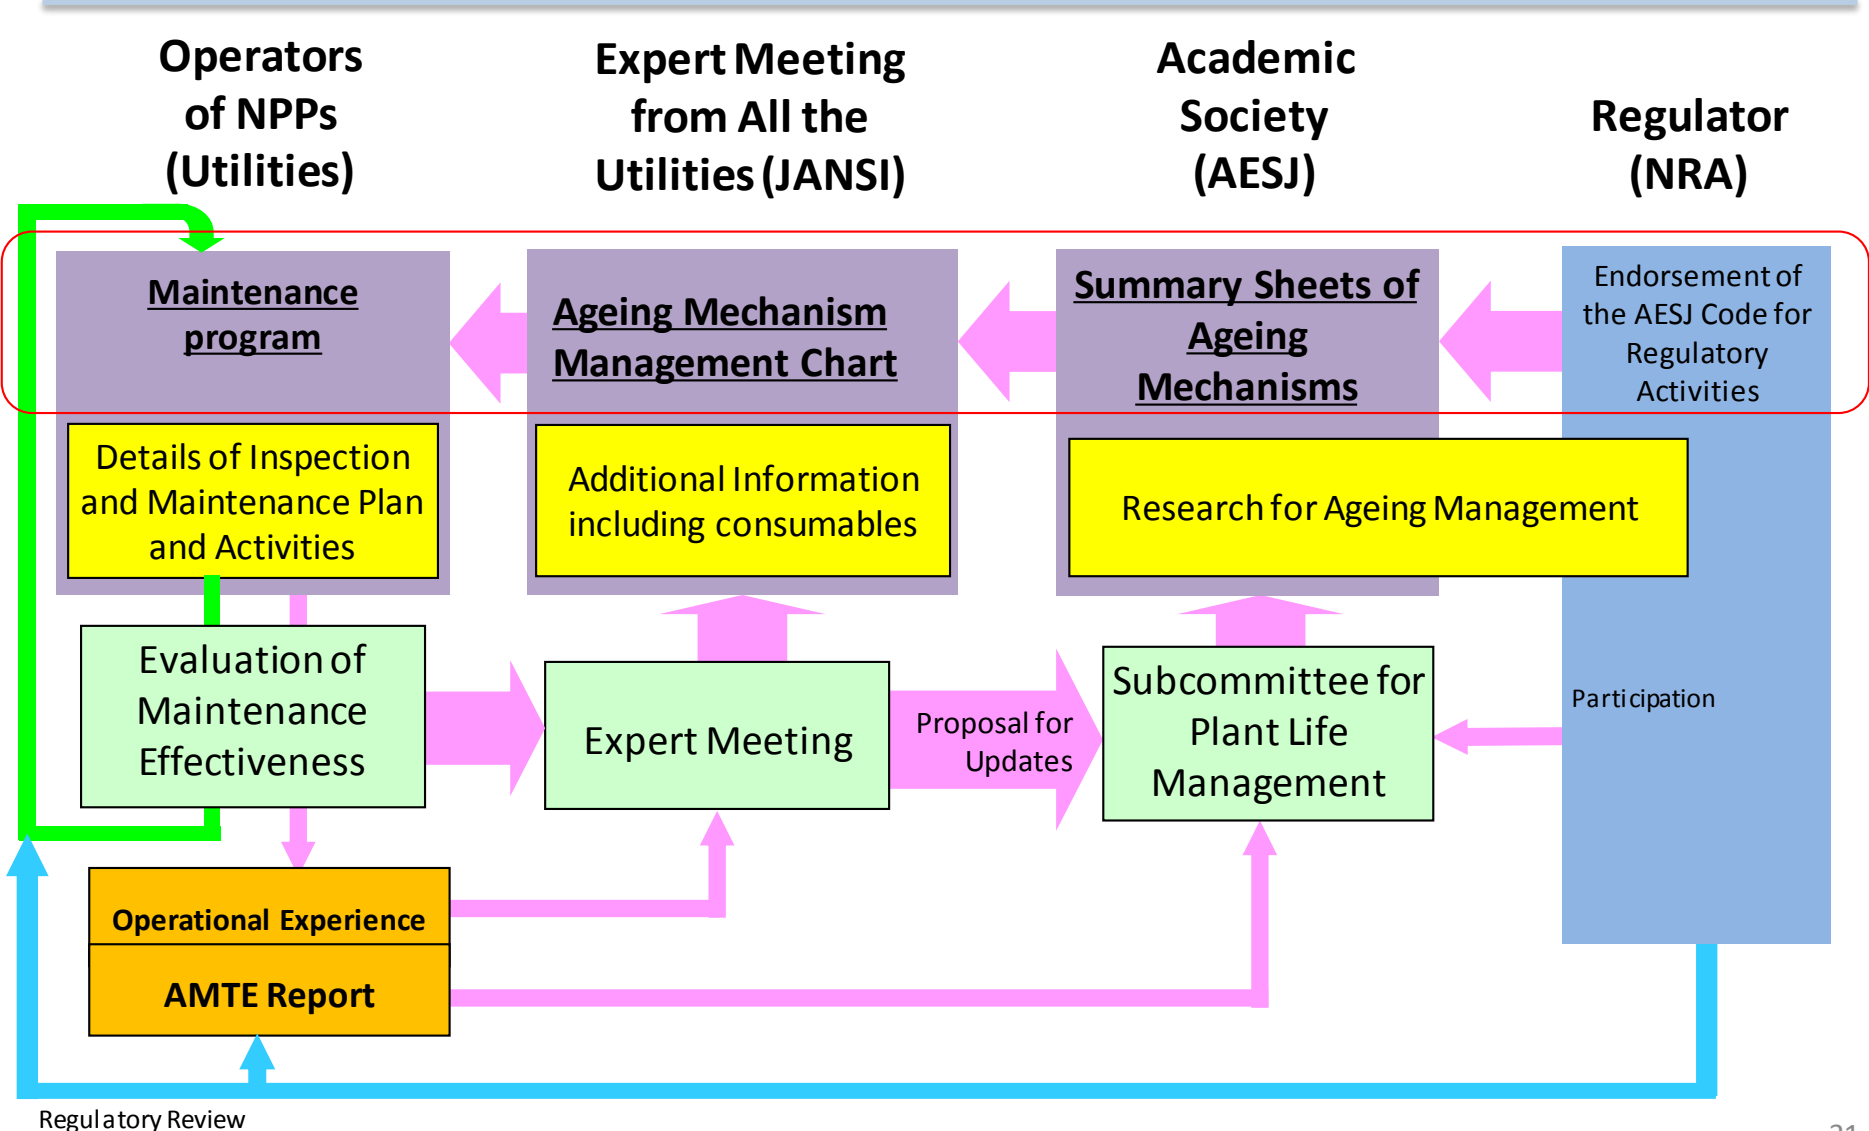 Operators
of NPPs
(Utilities)
Expert Meeting
from All the
Utilities (JANSI)
Academic
Society
(AESJ)
Regulator
(NRA)
Maintenance
program
Ageing Mechanism
Management Chart
Summary Sheets of
Ageing
Mechanisms
Endorsement of
the AESJ Code for
Regulatory
Activities
Details of Inspection
and Maintenance Plan
and Activities
Additional Information
including consumables
Research for Ageing Management
Evaluation of
Maintenance
Effectiveness
Expert Meeting
Proposal for
Updates
Subcommittee for
Plant Life
Management
Participation
Operational Experience
AMTE Report
Regulatory Review